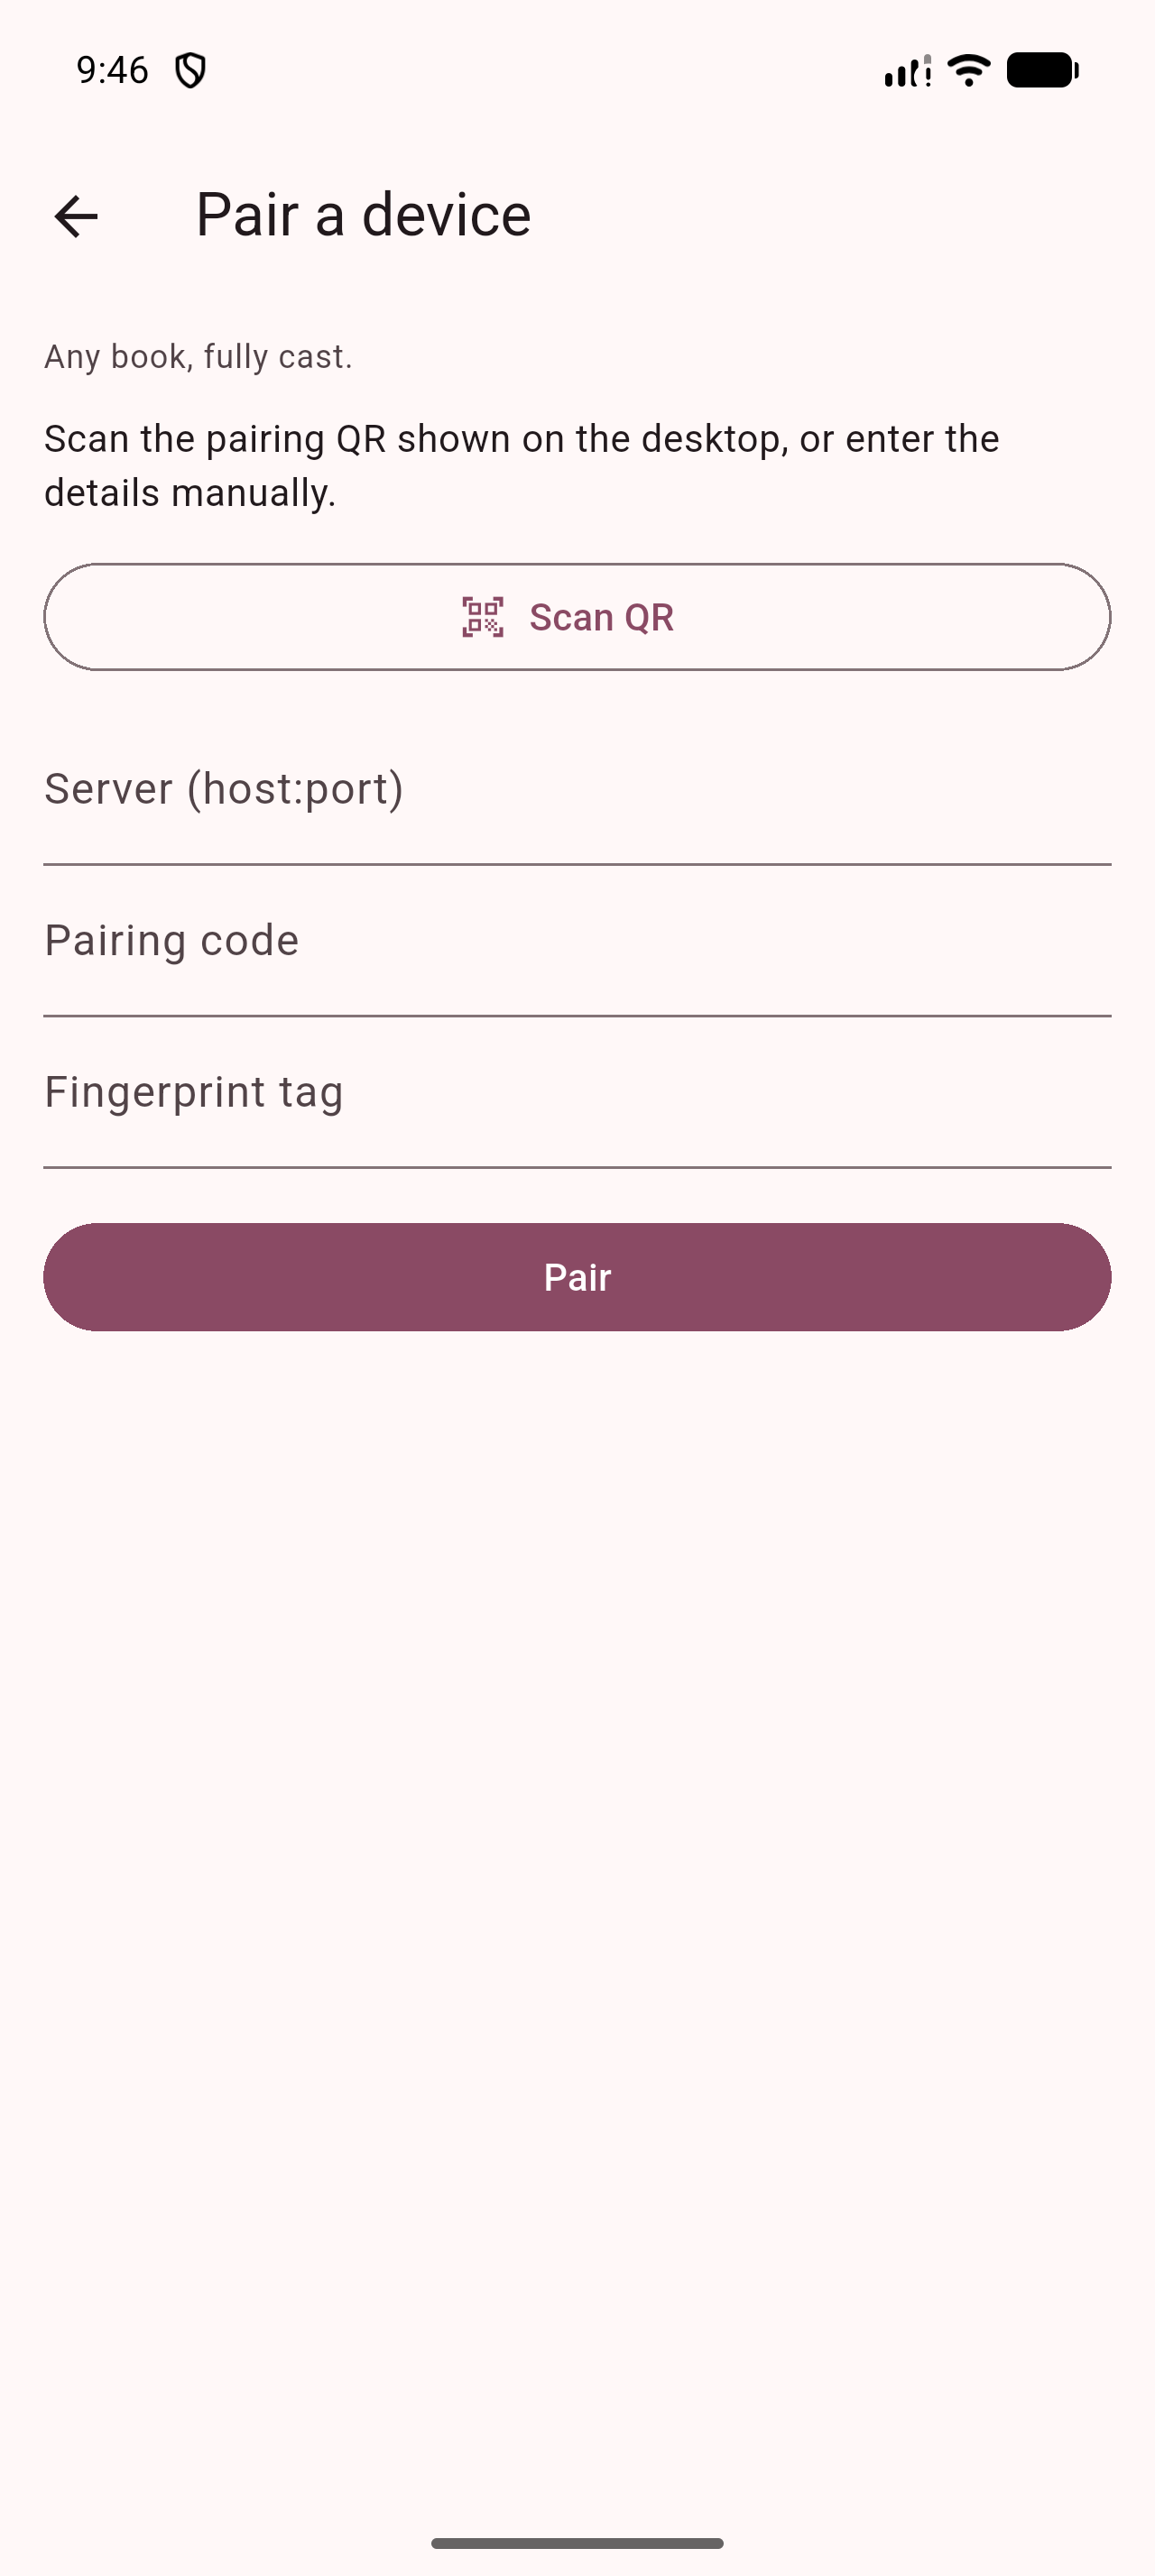 9:46
Pair a device
Any book, fully cast.
Scan the pairing QR shown on the desktop, or enter the
details manually.
Scan QR
Server (host:port)
Pairing code
Fingerprint tag
Pair